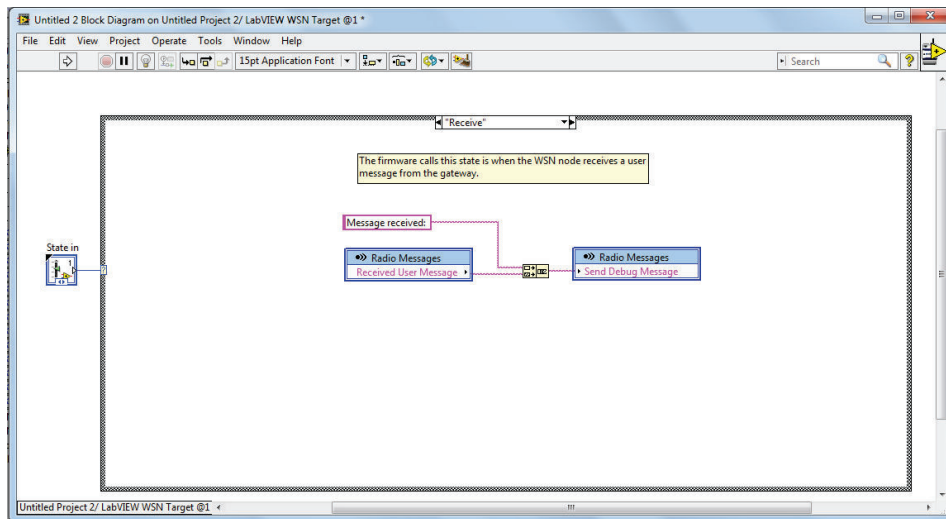 Untitled 2 Block Diagram on Untitled Project 2/ LabVIEW WSN Target @1 *
File Edit View Project Operate Tools Window Help
15pt Application Font
Search
"Receive"
The firmware calls this state is when the WSN node receives a user
message from the gateway.
Message received:
State in
1
Radio Messages
Received User Message
Radio Messages
Send Debug Message
Untitled Project 2/ LabVIEW WSN Target @1